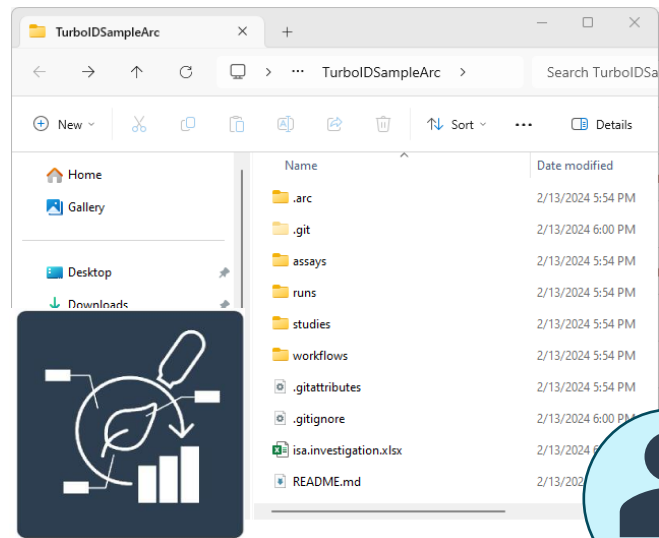 TurboIDSampleArc
TurboIDSampleArc
Search TurboIDSa
New
Sort
Details
Name
Date modified
Home
Gallery
Desktop
Downloads
.arc 2/13/2024 5:54 PM
.git 2/13/2024 6:00 PM
assays 2/13/2024 5:54 PM
runs 2/13/2024 5:54 PM
studies 2/13/2024 5:54 PM
workflows 2/13/2024 5:54 PM
.gitattributes 2/13/2024 5:54 PM
.gitignore 2/13/2024 6:00 PM
isa.investigation.xlsx 2/13/2024
README.md